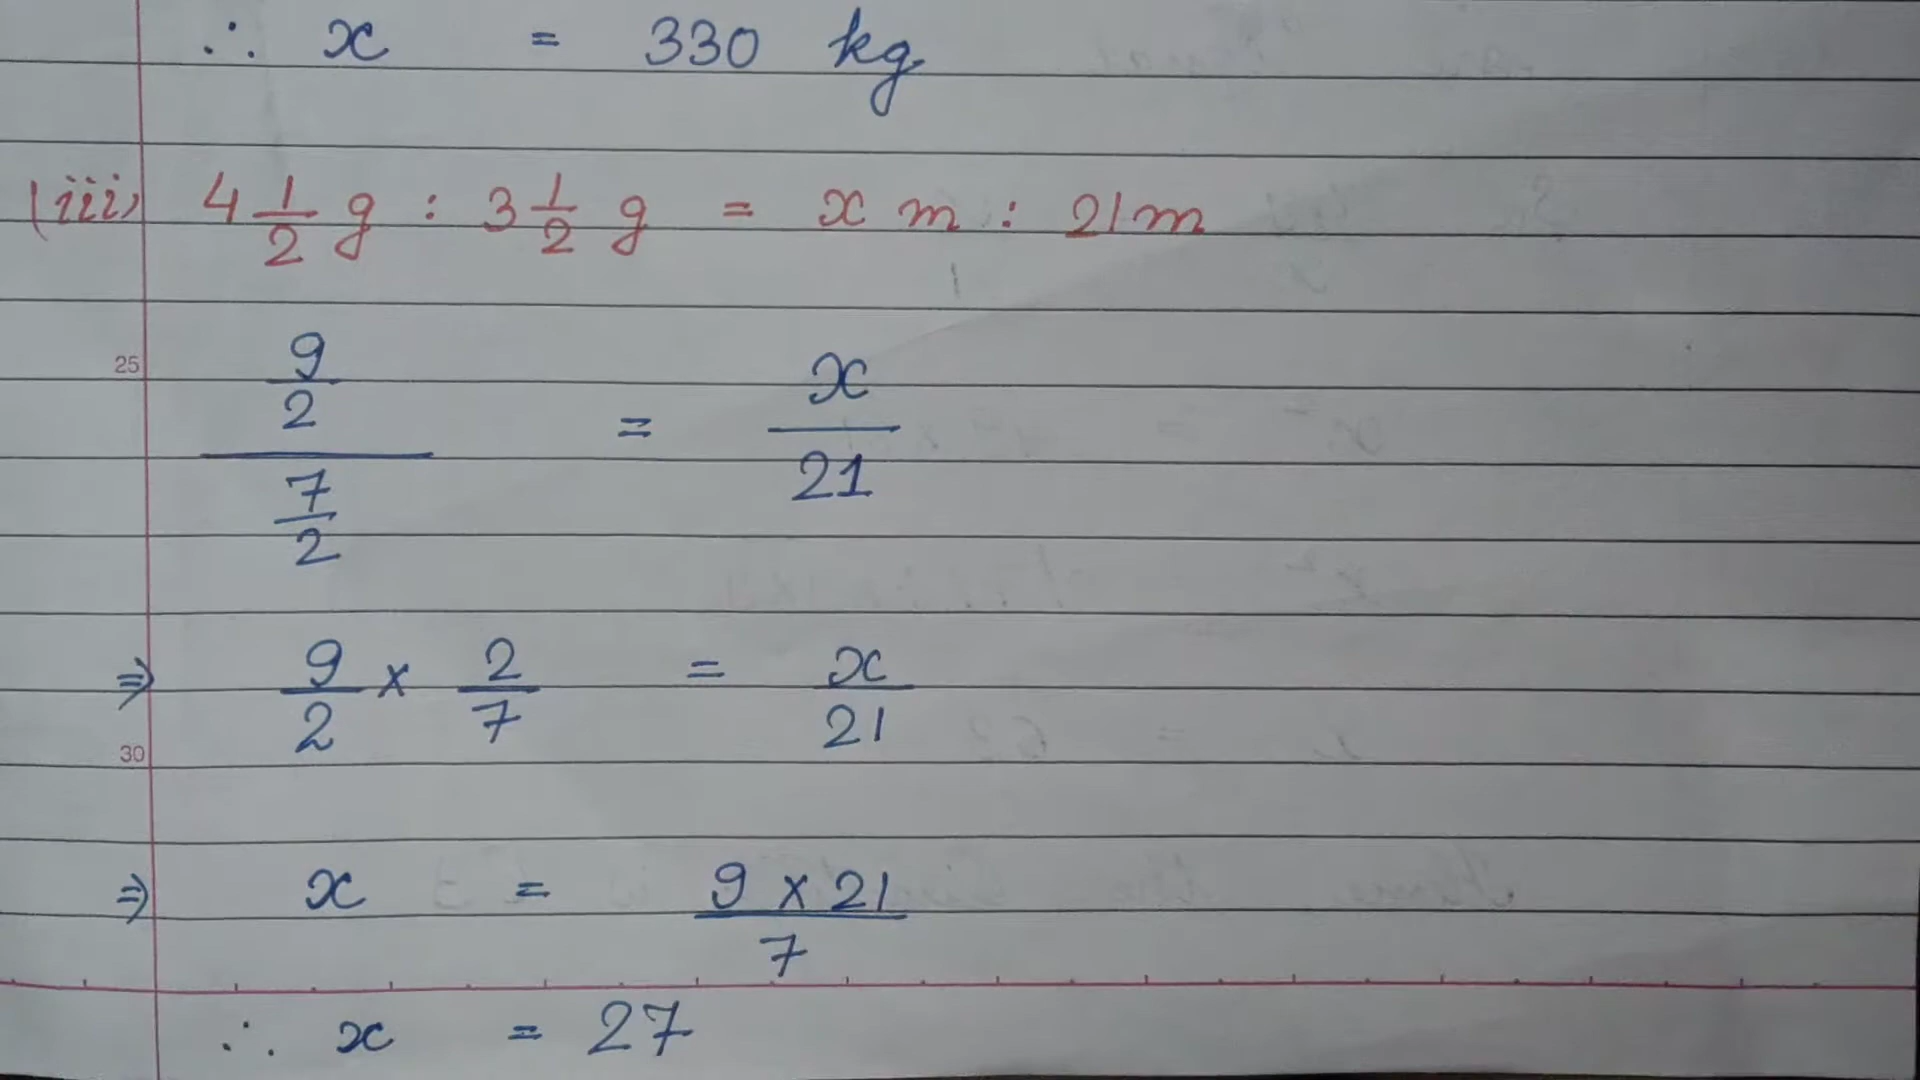 ∴ x = 330 kg
(iii) 4 1/2 g : 3 1/2 g = x m : 21 m
25
(9/2)/(7/2) = x/21
⇒ 9/2 × 2/7 = x/21
30
⇒ x = (9 × 21)/7
∴ x = 27